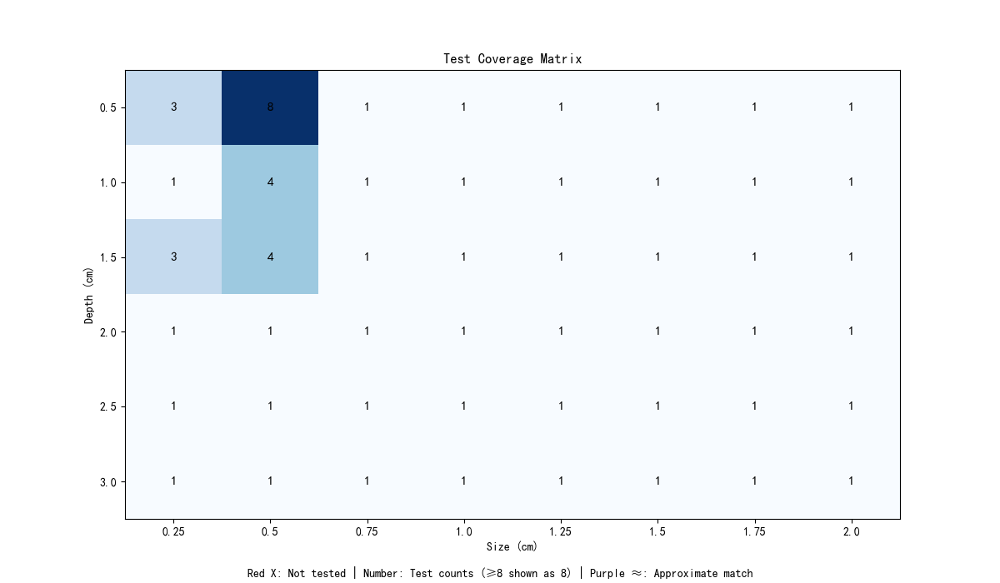 Test Coverage Matrix
Depth (cm)
0.5 3 8 1 1 1 1 1 1
1.0 1 4 1 1 1 1 1 1
1.5 3 4 1 1 1 1 1 1
2.0 1 1 1 1 1 1 1 1
2.5 1 1 1 1 1 1 1 1
3.0 1 1 1 1 1 1 1 1
0.25 0.5 0.75 1.0 1.25 1.5 1.75 2.0
Size (cm)
Red X: Not tested | Number: Test counts (≥8 shown as 8) | Purple ≈: Approximate match